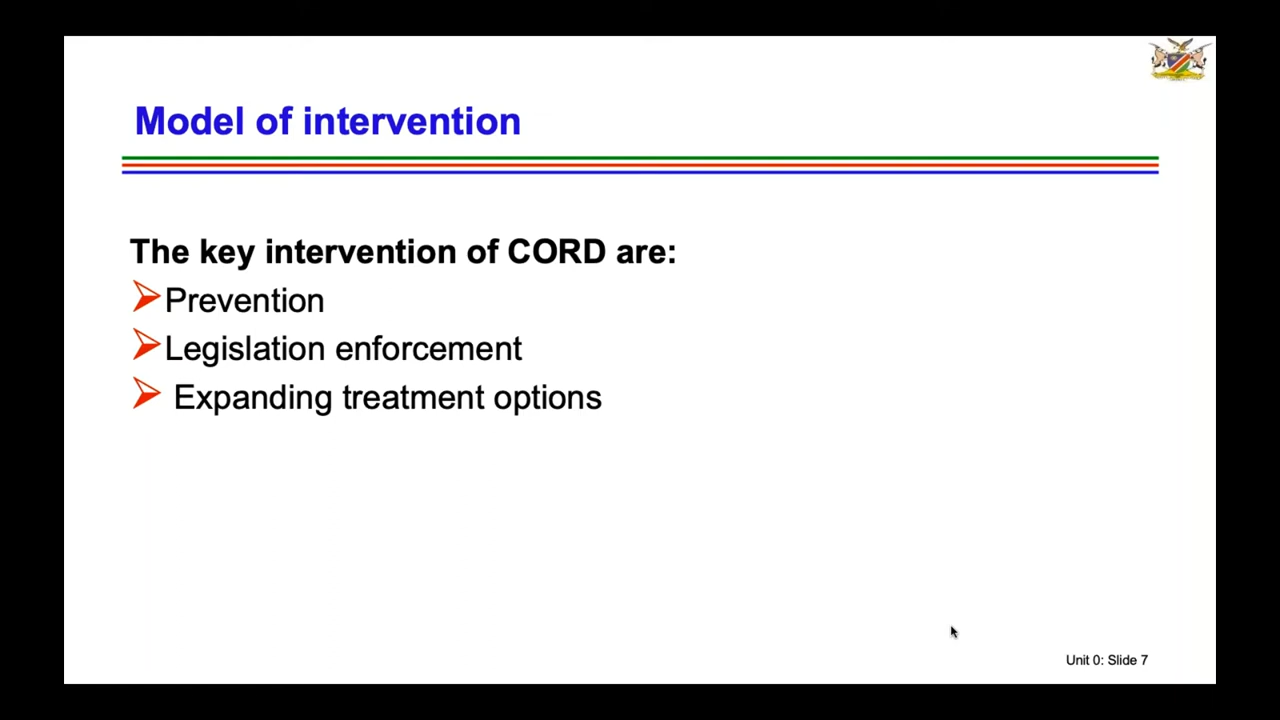 Model of intervention
The key intervention of CORD are:
Prevention
Legislation enforcement
Expanding treatment options
Unit 0: Slide 7